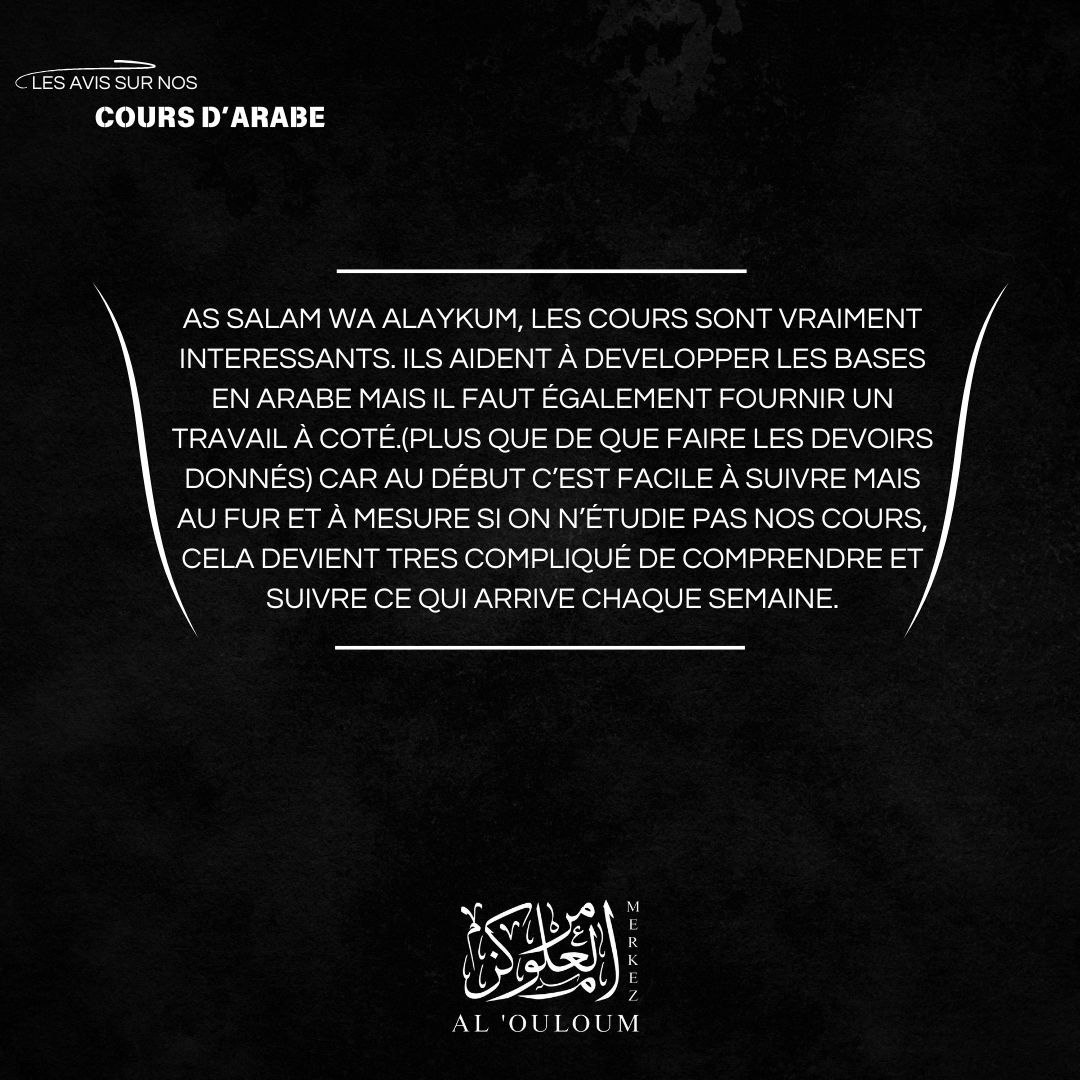 LES AVIS SUR NOS
COURS D’ARABE
AS SALAM WA ALAYKUM, LES COURS SONT VRAIMENT
INTERESSANTS. ILS AIDENT À DEVELOPPER LES BASES
EN ARABE MAIS IL FAUT ÉGALEMENT FOURNIR UN
TRAVAIL À COTÉ.(PLUS QUE DE QUE FAIRE LES DEVOIRS
DONNÉS) CAR AU DÉBUT C’EST FACILE À SUIVRE MAIS
AU FUR ET À MESURE SI ON N’ÉTUDIE PAS NOS COURS,
CELA DEVIENT TRES COMPLIQUÉ DE COMPRENDRE ET
SUIVRE CE QUI ARRIVE CHAQUE SEMAINE.
مركز العلوم
MERKEZ
AL 'OULOUM